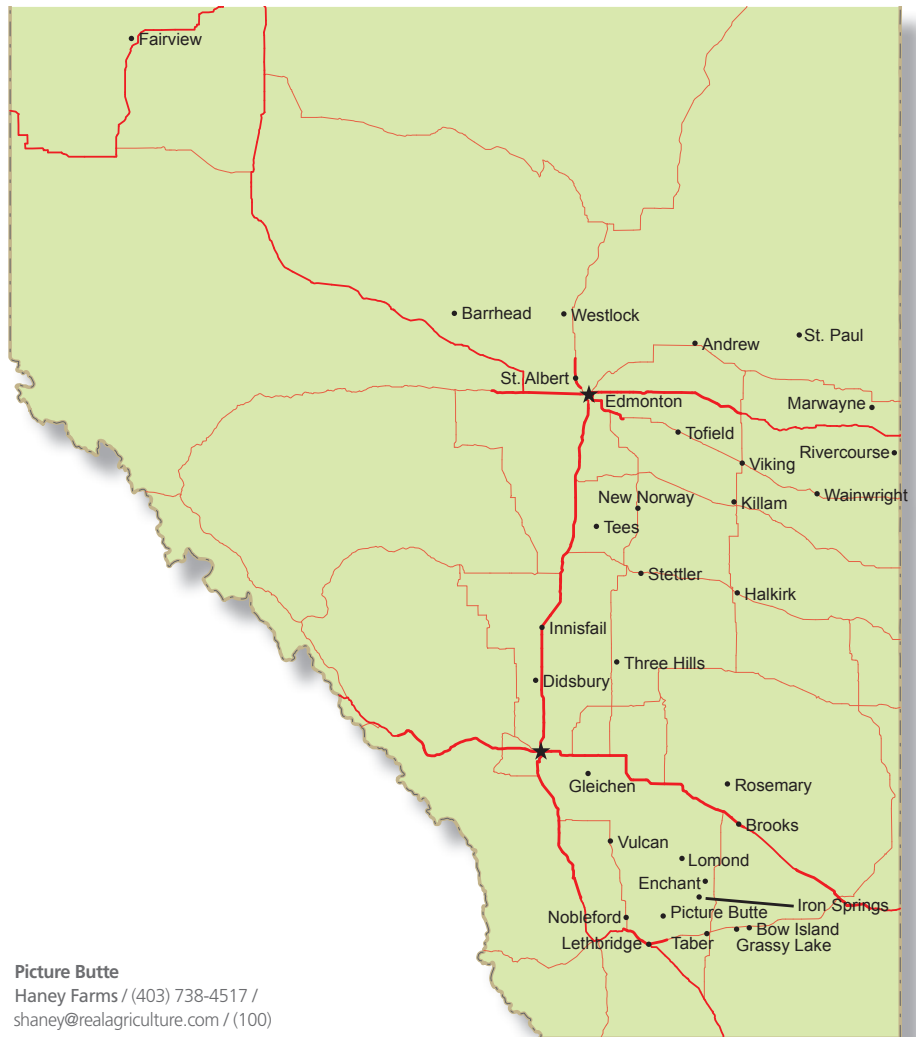 Fairview
Barrhead
Westlock
St. Paul
Andrew
St. Albert
Edmonton
Marwayne
Tofield
Rivercourse
Viking
Wainwright
New Norway
Killam
Tees
Stettler
Halkirk
Innisfail
Three Hills
Didsbury
Gleichen
Rosemary
Brooks
Vulcan
Lomond
Enchant
Iron Springs
Nobleford
Picture Butte
Bow Island
Lethbridge
Taber
Grassy Lake
Picture Butte
Haney Farms / (403) 738-4517 /
shaney@realagriculture.com / (100)